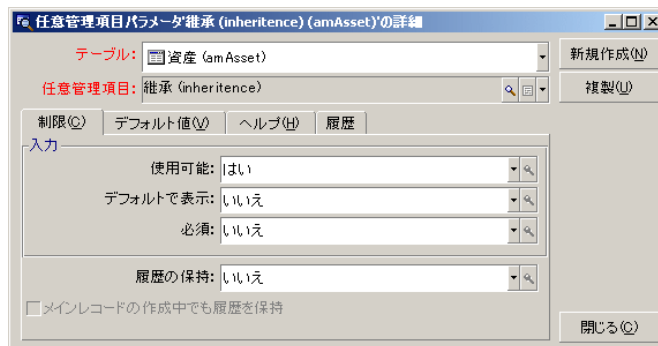 任意管理項目パラメータ'継承 (inheritence) (amAsset)'の詳細
テーブル: 資産 (amAsset)
新規作成(N)
任意管理項目: 継承 (inheritence)
複製(U)
制限(C) デフォルト値(V) ヘルプ(H) 履歴
入力
使用可能: はい
デフォルトで表示: いいえ
必須: いいえ
履歴の保持: いいえ
メインレコードの作成中でも履歴を保持
閉じる(C)